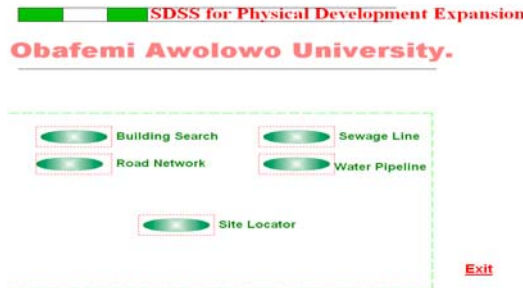 SDSS for Physical Development Expansion
Obafemi Awolowo University.
Building Search
Sewage Line
Road Network
Water Pipeline
Site Locator
Exit